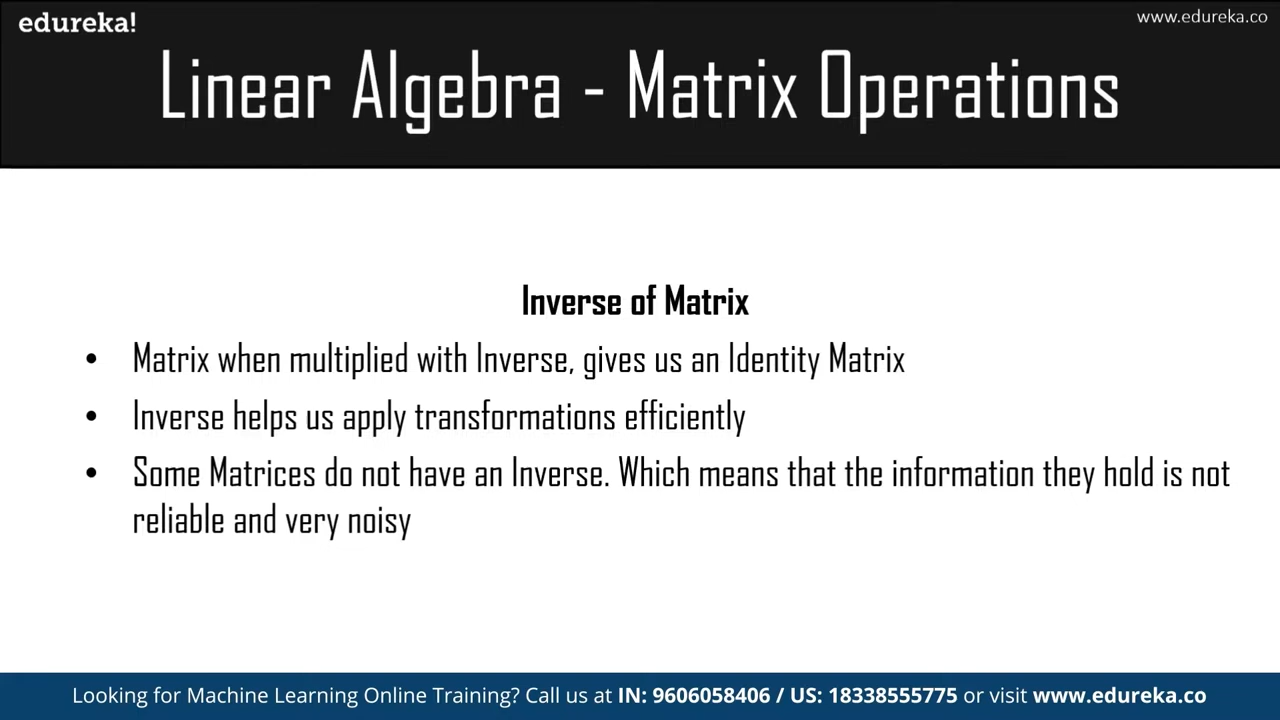 edureka!
www.edureka.co
Linear Algebra - Matrix Operations
Inverse of Matrix
• Matrix when multiplied with Inverse, gives us an Identity Matrix
• Inverse helps us apply transformations efficiently
• Some Matrices do not have an Inverse. Which means that the information they hold is not
reliable and very noisy
Looking for Machine Learning Online Training? Call us at IN: 9606058406 / US: 18338555775 or visit www.edureka.co